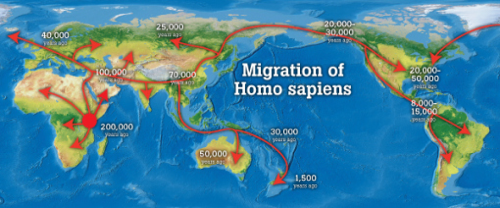 40,000
years ago
25,000
years ago
20,000-
30,000
years ago
100,000
years ago
70,000
years ago
Migration of
Homo sapiens
20,000-
50,000
years ago
8,000-
15,000
years ago
200,000
years ago
30,000
years ago
50,000
years ago
1,500
years ago